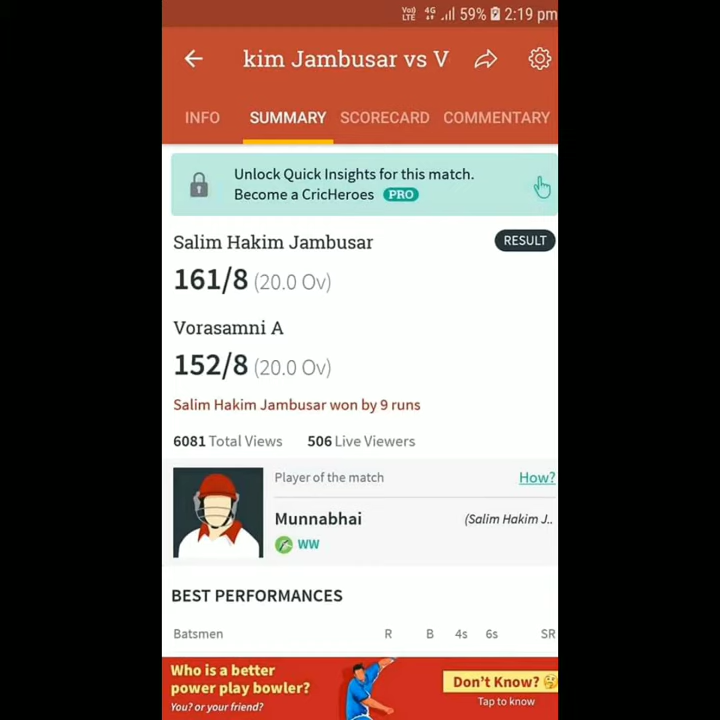 Vo)) LTE 4G 59% 2:19 pm
kim Jambusar vs V
INFO SUMMARY SCORECARD COMMENTARY
Unlock Quick Insights for this match.
Become a CricHeroes PRO
Salim Hakim Jambusar RESULT
161/8 (20.0 Ov)
Vorasamni A
152/8 (20.0 Ov)
Salim Hakim Jambusar won by 9 runs
6081 Total Views 506 Live Viewers
Player of the match How?
Munnabhai (Salim Hakim J..
WW
BEST PERFORMANCES
Batsmen R B 4s 6s SR
Who is a better
power play bowler?
You? or your friend?
Don't Know?
Tap to know